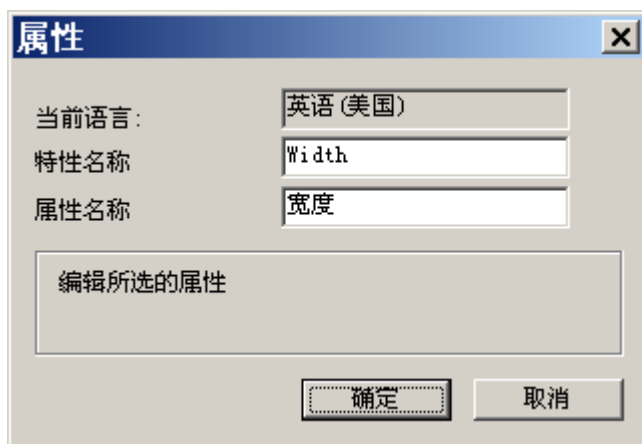 属性
当前语言:
英语(美国)
特性名称
Width
属性名称
宽度
编辑所选的属性
确定
取消